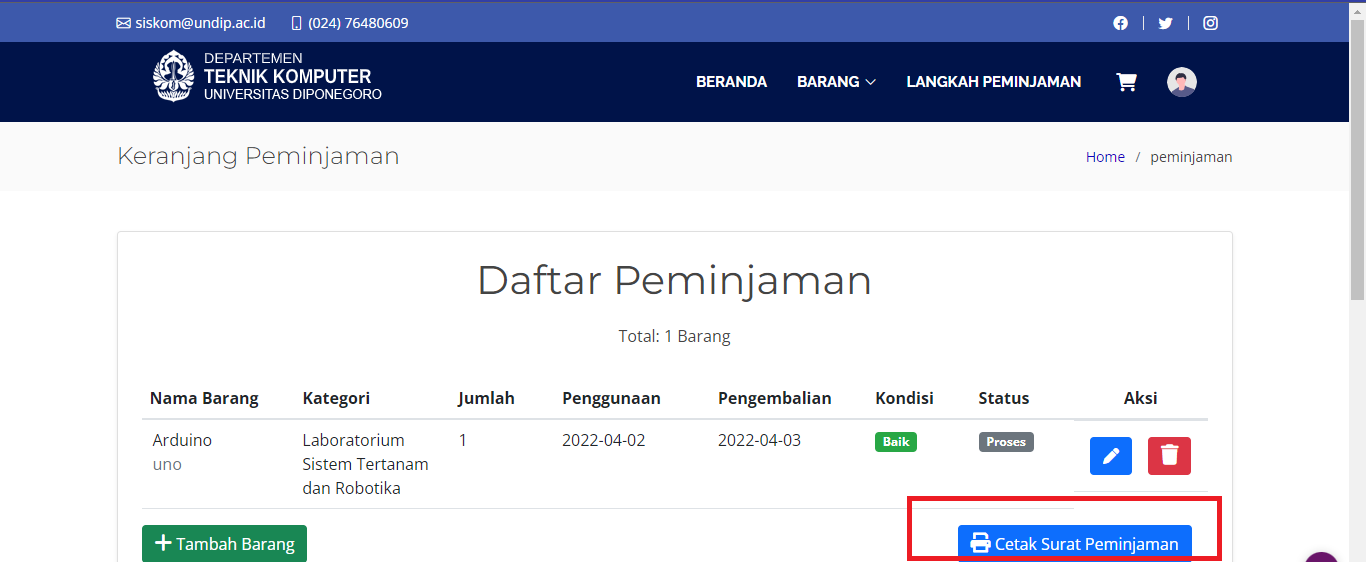 siskom@undip.ac.id (024) 76480609
DEPARTEMEN
TEKNIK KOMPUTER
UNIVERSITAS DIPONEGORO
BERANDA BARANG LANGKAH PEMINJAMAN
Keranjang Peminjaman
Home / peminjaman
Daftar Peminjaman
Total: 1 Barang
Nama Barang Kategori Jumlah Penggunaan Pengembalian Kondisi Status Aksi
Arduino Laboratorium 1 2022-04-02 2022-04-03 Baik Proses
uno Sistem Tertanam
dan Robotika
Tambah Barang Cetak Surat Peminjaman